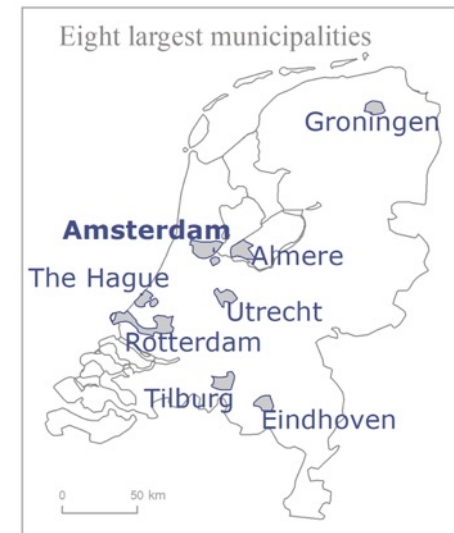 Eight largest municipalities
Groningen
Amsterdam
Almere
The Hague
Utrecht
Rotterdam
Tilburg
Eindhoven
0 50 km